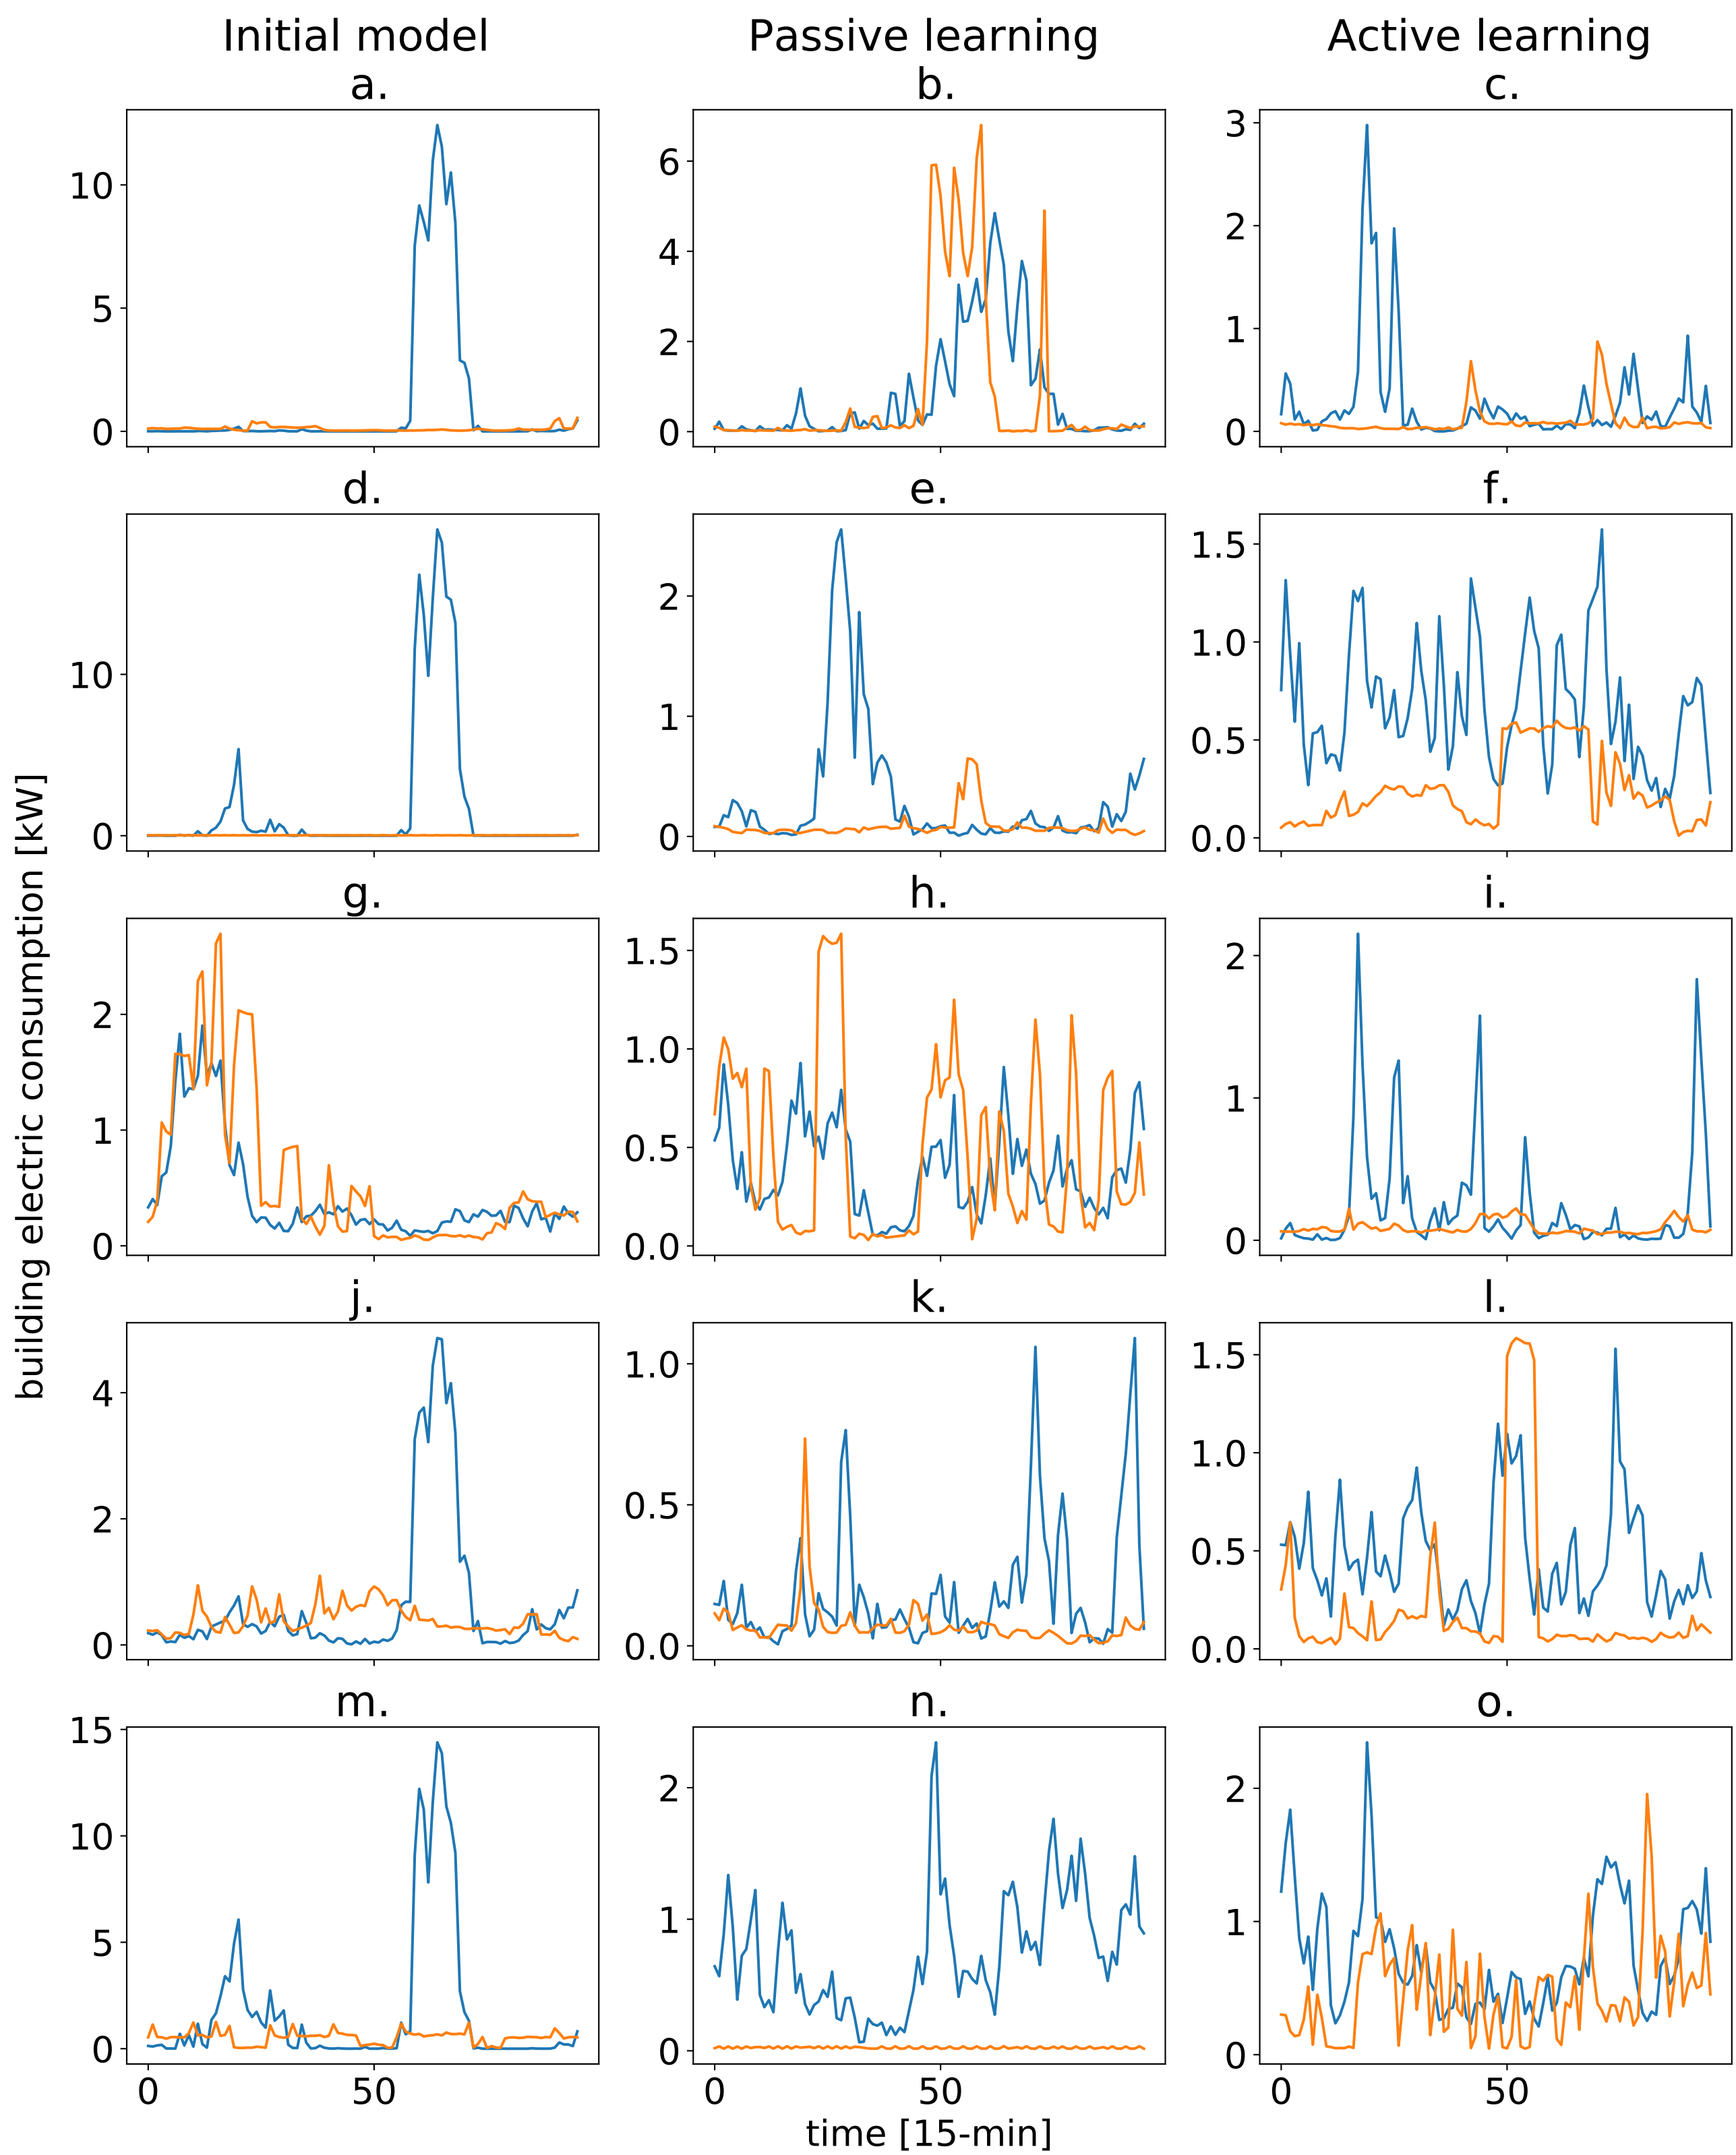 Initial model Passive learning Active learning
a. b. c.
10 5 0
6 4 2 0
3 2 1 0
d. e. f.
10 0
2 1 0
1.5 1.0 0.5 0.0
g. h. i.
2 1 0
1.5 1.0 0.5 0.0
2 1 0
j. k. l.
4 2 0
1.0 0.5 0.0
1.5 1.0 0.5 0.0
m. n. o.
15 10 5 0
2 1 0
2 1 0
0 50 0 50 0 50
time [15-min]
building electric consumption [kW]